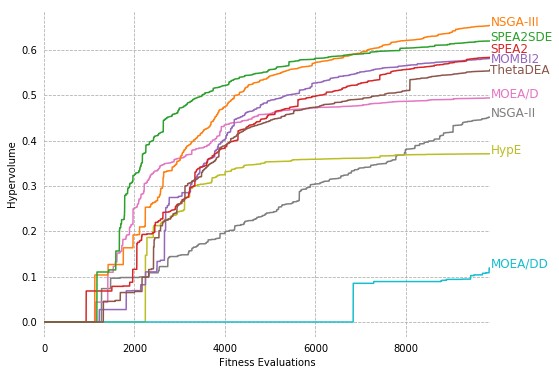 NSGA-III
SPEA2SDE
SPEA2
MOMBI2
ThetaDEA
MOEA/D
NSGA-II
HypE
MOEA/DD
Hypervolume
0.6
0.5
0.4
0.3
0.2
0.1
0.0
0 2000 4000 6000 8000
Fitness Evaluations